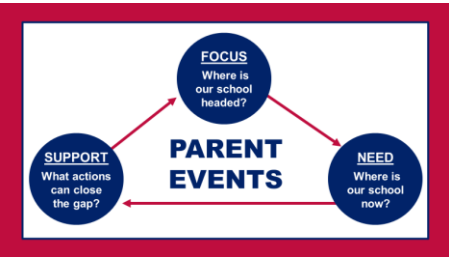 FOCUS
Where is
our school
headed?
PARENT
EVENTS
SUPPORT
What actions
can close
the gap?
NEED
Where is
our school
now?